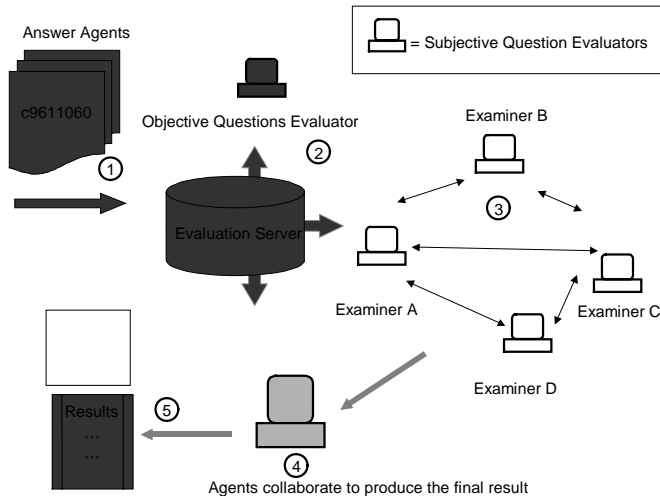 Answer Agents
= Subjective Question Evaluators
c9611060
Objective Questions Evaluator
Examiner B
1
2
3
Evaluation Server
Examiner A
Examiner C
Examiner D
Results
...
...
5
4
Agents collaborate to produce the final result